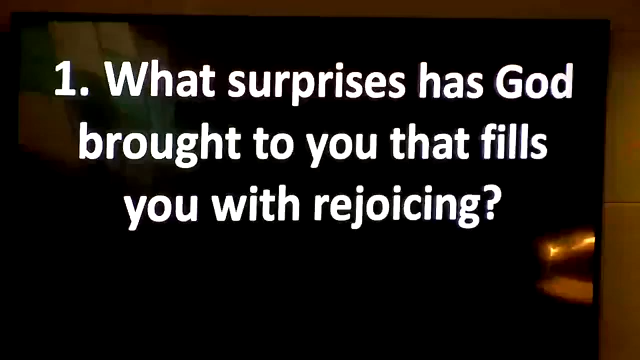 1. What surprises has God
brought to you that fills
you with rejoicing?